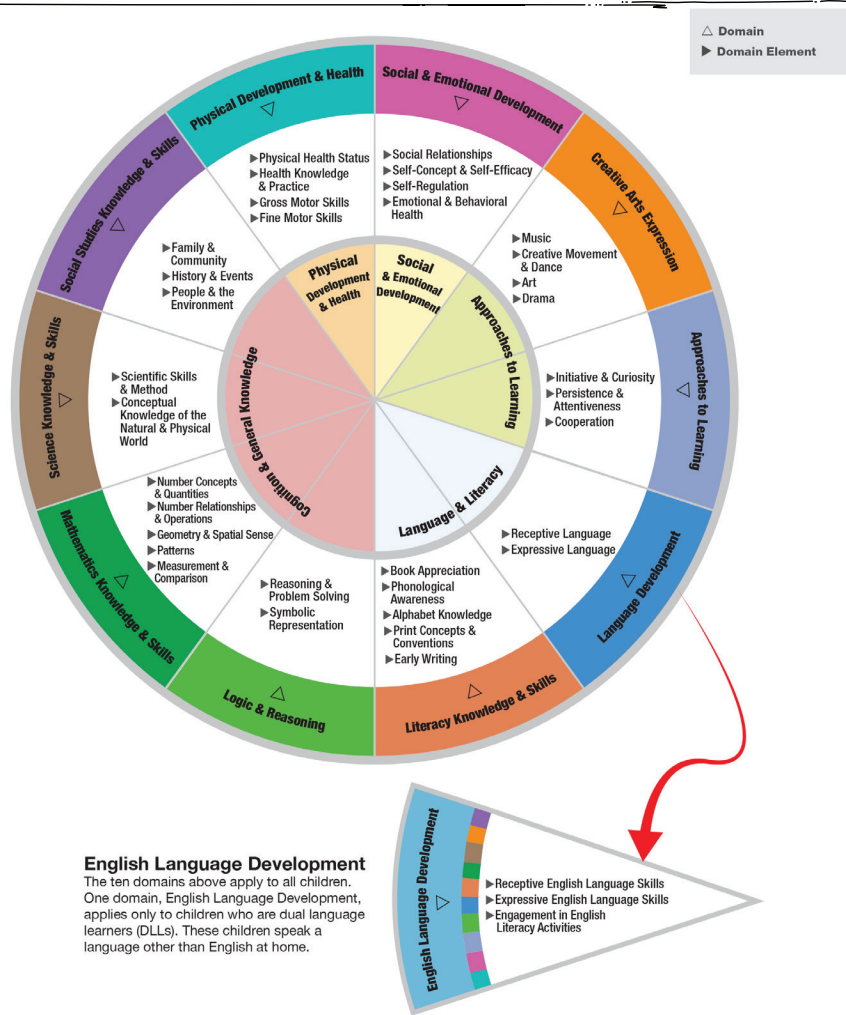 △ Domain
▶ Domain Element
Physical Development & Health
▶Physical Health Status
▶Health Knowledge
& Practice
▶Gross Motor Skills
▶Fine Motor Skills
Social & Emotional Development
▶Social Relationships
▶Self-Concept & Self-Efficacy
▶Self-Regulation
▶Emotional & Behavioral
Health
Creative Arts Expression
▶Music
▶Creative Movement
& Dance
▶Art
▶Drama
Approaches to Learning
▶Initiative & Curiosity
▶Persistence &
Attentiveness
▶Cooperation
Language Development
▶Receptive Language
▶Expressive Language
Literacy Knowledge & Skills
▶Book Appreciation
▶Phonological
Awareness
▶Alphabet Knowledge
▶Print Concepts &
Conventions
▶Early Writing
Logic & Reasoning
▶Reasoning &
Problem Solving
▶Symbolic
Representation
Mathematics Knowledge & Skills
▶Number Concepts
& Quantities
▶Number Relationships
& Operations
▶Geometry & Spatial Sense
▶Patterns
▶Measurement &
Comparison
Science Knowledge & Skills
▶Scientific Skills
& Method
▶Conceptual
Knowledge of the
Natural & Physical
World
Social Studies Knowledge & Skills
▶Family &
Community
▶History & Events
▶People & the
Environment
Physical
Development
& Health
Social
& Emotional
Development
Approaches to Learning
Language & Literacy
Cognition & General Knowledge
English Language Development
The ten domains above apply to all children.
One domain, English Language Development,
applies only to children who are dual language
learners (DLLs). These children speak a
language other than English at home.
English Language Development
▶Receptive English Language Skills
▶Expressive English Language Skills
▶Engagement in English
Literacy Activities